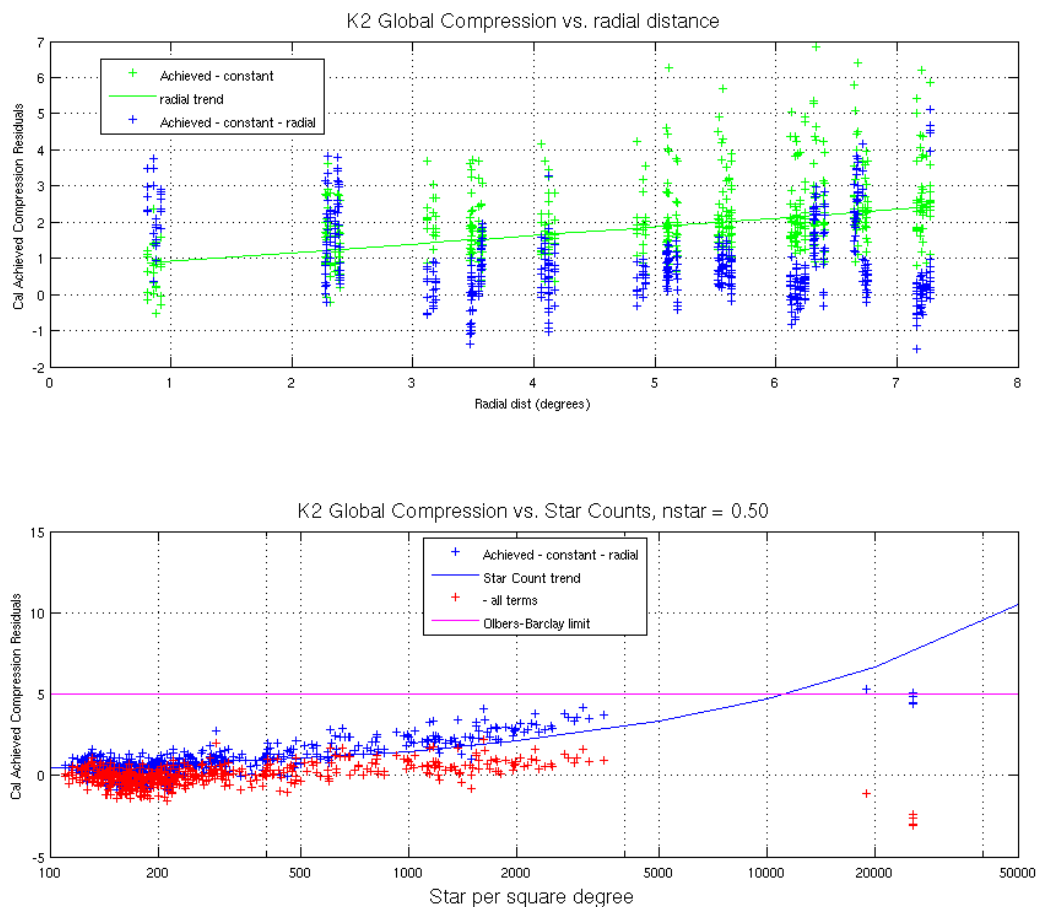 K2 Global Compression vs. radial distance
7
6
5
4
3
2
1
0
-1
-2
Cal Achieved Compression Residuals
Achieved - constant
radial trend
Achieved - constant - radial
0 1 2 3 4 5 6 7 8
Radial dist (degrees)
K2 Global Compression vs. Star Counts, nstar = 0.50
15
10
5
0
-5
Cal Achieved Compression Residuals
Achieved - constant - radial
Star Count trend
- all terms
Olbers-Barclay limit
100 200 500 1000 2000 5000 10000 20000 50000
Star per square degree